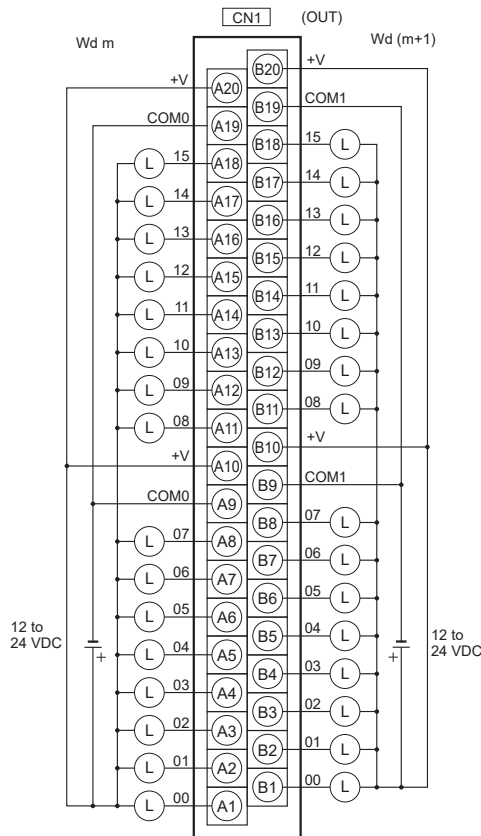 CN1 (OUT)
Wd m Wd (m+1)
B20 +V
+V A20
B19 COM1
COM0 A19
B18 15 L
L 15 A18
B17 14 L
L 14 A17
B16 13 L
L 13 A16
B15 12 L
L 12 A15
B14 11 L
L 11 A14
B13 10 L
L 10 A13
B12 09 L
L 09 A12
B11 08 L
L 08 A11
B10 +V
+V A10
B9 COM1
COM0 A9
B8 07 L
L 07 A8
B7 06 L
L 06 A7
B6 05 L
L 05 A6
B5 04 L
12 to
24 VDC
+
L 04 A5
12 to
24 VDC
+
B4 03 L
L 03 A4
B3 02 L
L 02 A3
B2 01 L
L 01 A2
B1 00 L
L 00 A1